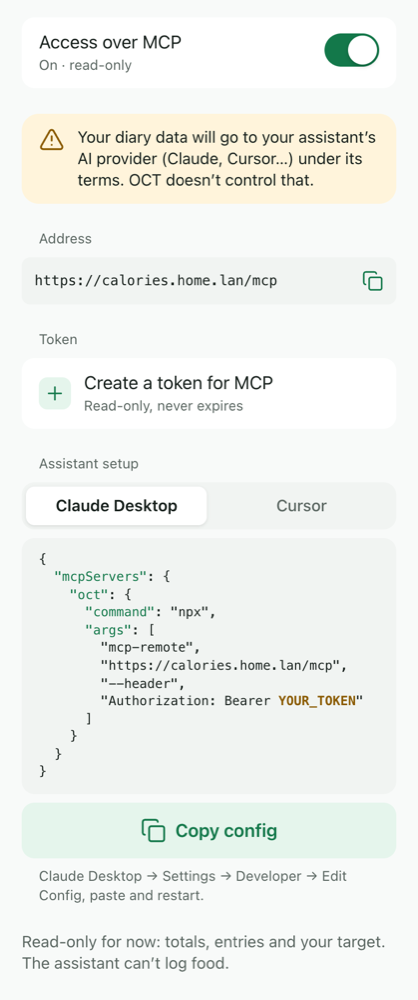 Access over MCP
On · read-only
Your diary data will go to your assistant’s
AI provider (Claude, Cursor…) under its
terms. OCT doesn’t control that.
Address
https://calories.home.lan/mcp
Token
Create a token for MCP
Read-only, never expires
Assistant setup
Claude Desktop
Cursor
{
  "mcpServers": {
    "oct": {
      "command": "npx",
      "args": [
        "mcp-remote",
        "https://calories.home.lan/mcp",
        "--header",
        "Authorization: Bearer YOUR_TOKEN"
      ]
    }
  }
}
Copy config
Claude Desktop → Settings → Developer → Edit
Config, paste and restart.
Read-only for now: totals, entries and your target.
The assistant can’t log food.